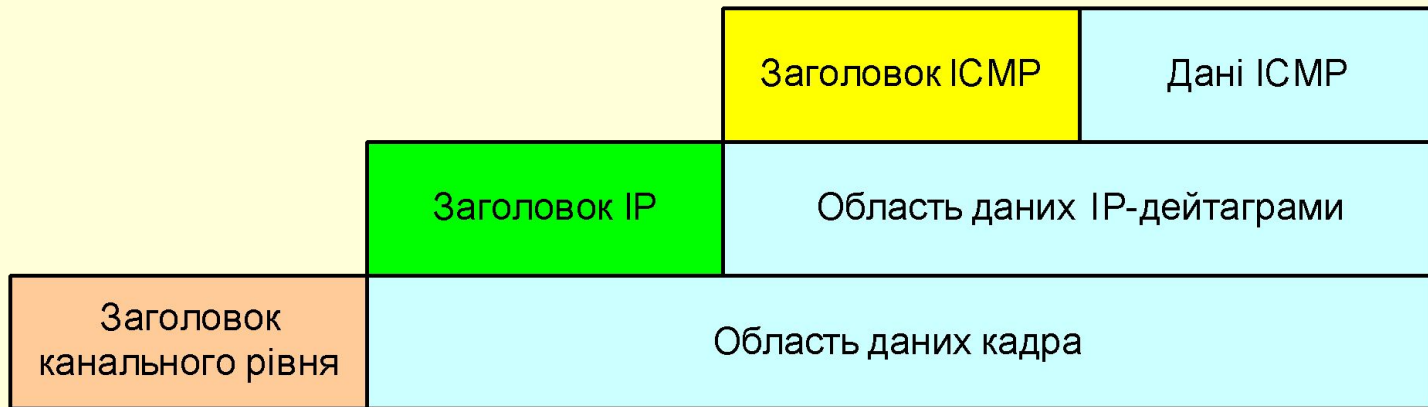 Заголовок ICMP
Дані ICMP
Заголовок IP
Область даних IP-дейтаграми
Заголовок
канального рівня
Область даних кадра